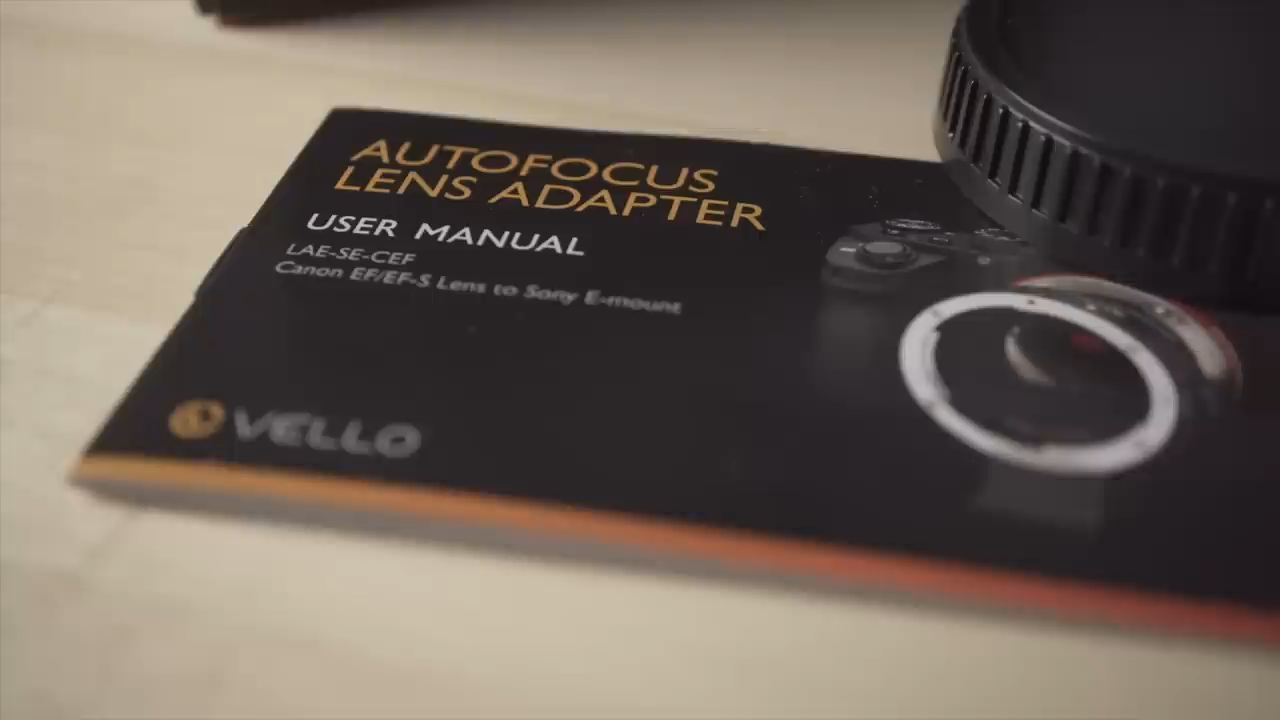 AUTOFOCUS
LENS ADAPTER
USER MANUAL
LAE-SE-CEF
Canon EF/EF-S Lens to Sony E-mount
VELLO